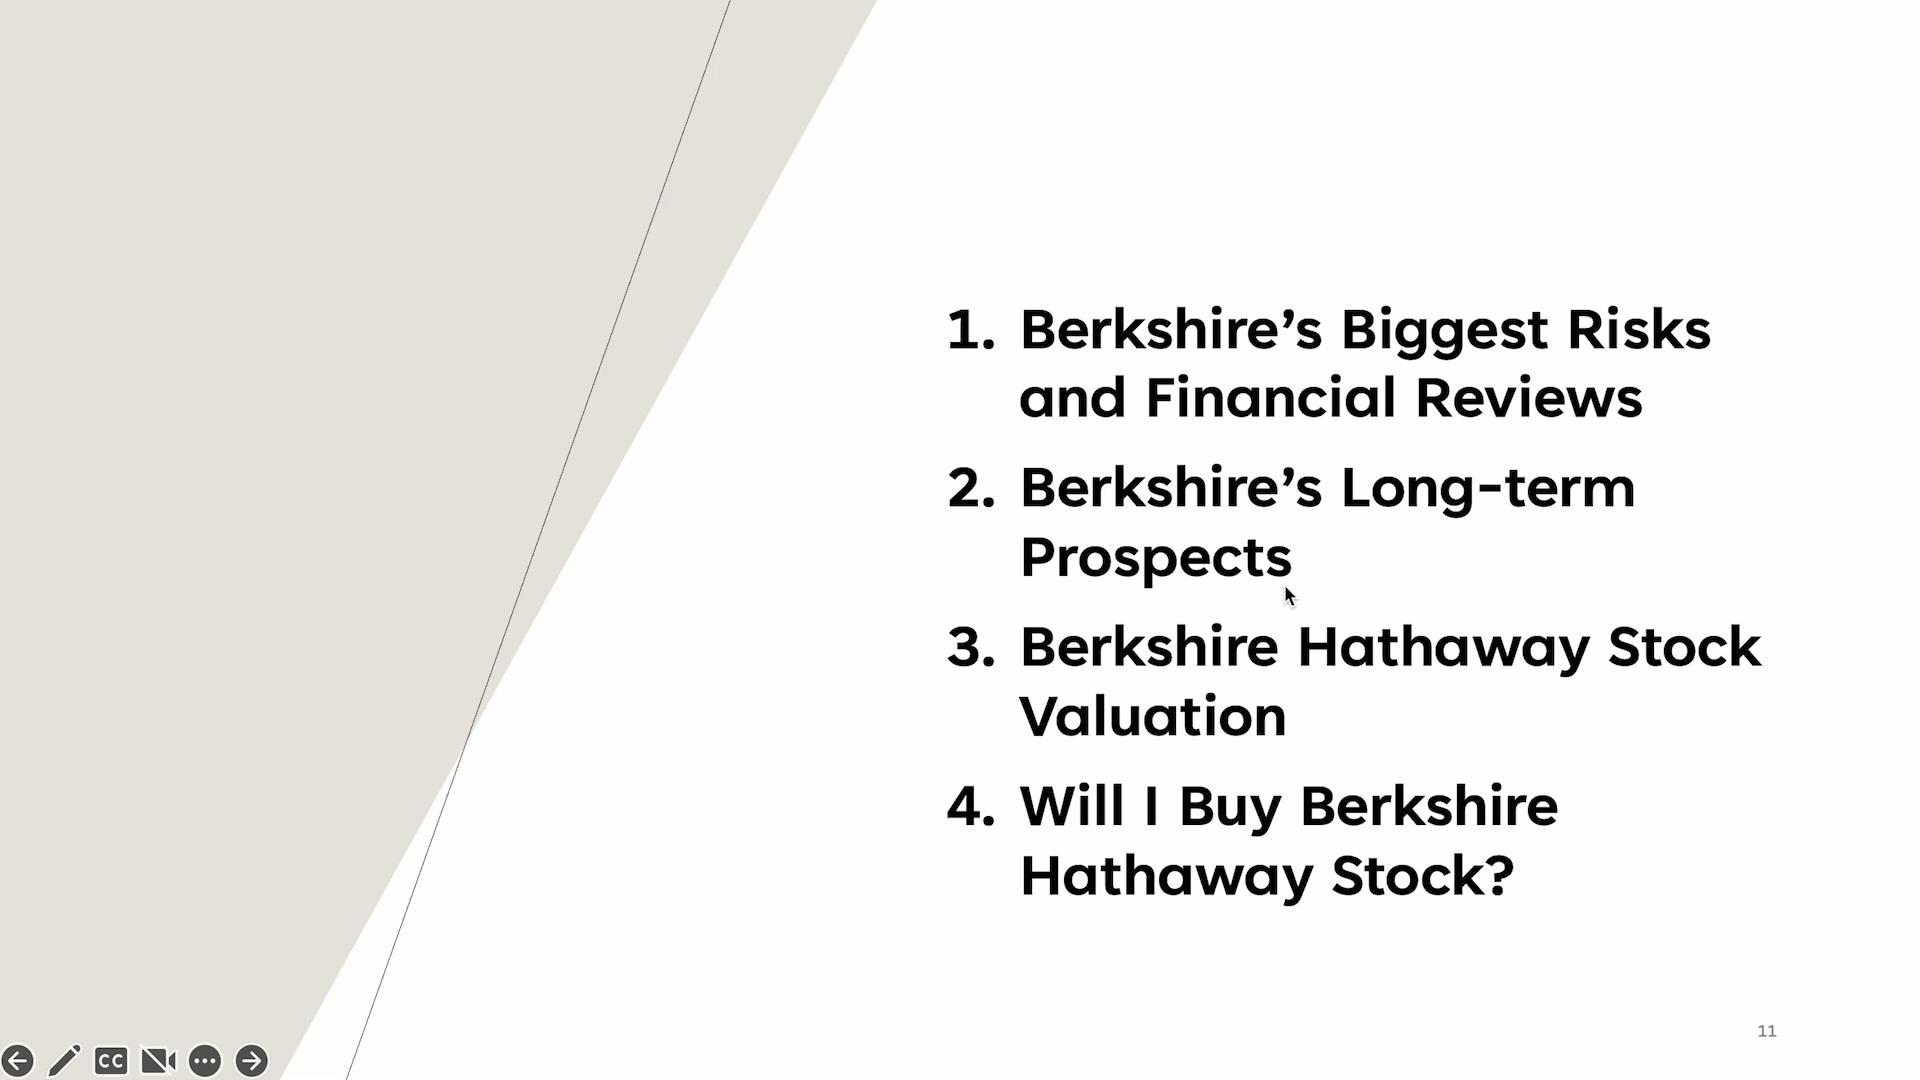 1. Berkshire’s Biggest Risks
and Financial Reviews
2. Berkshire’s Long-term
Prospects
3. Berkshire Hathaway Stock
Valuation
4. Will I Buy Berkshire
Hathaway Stock?
11
CC